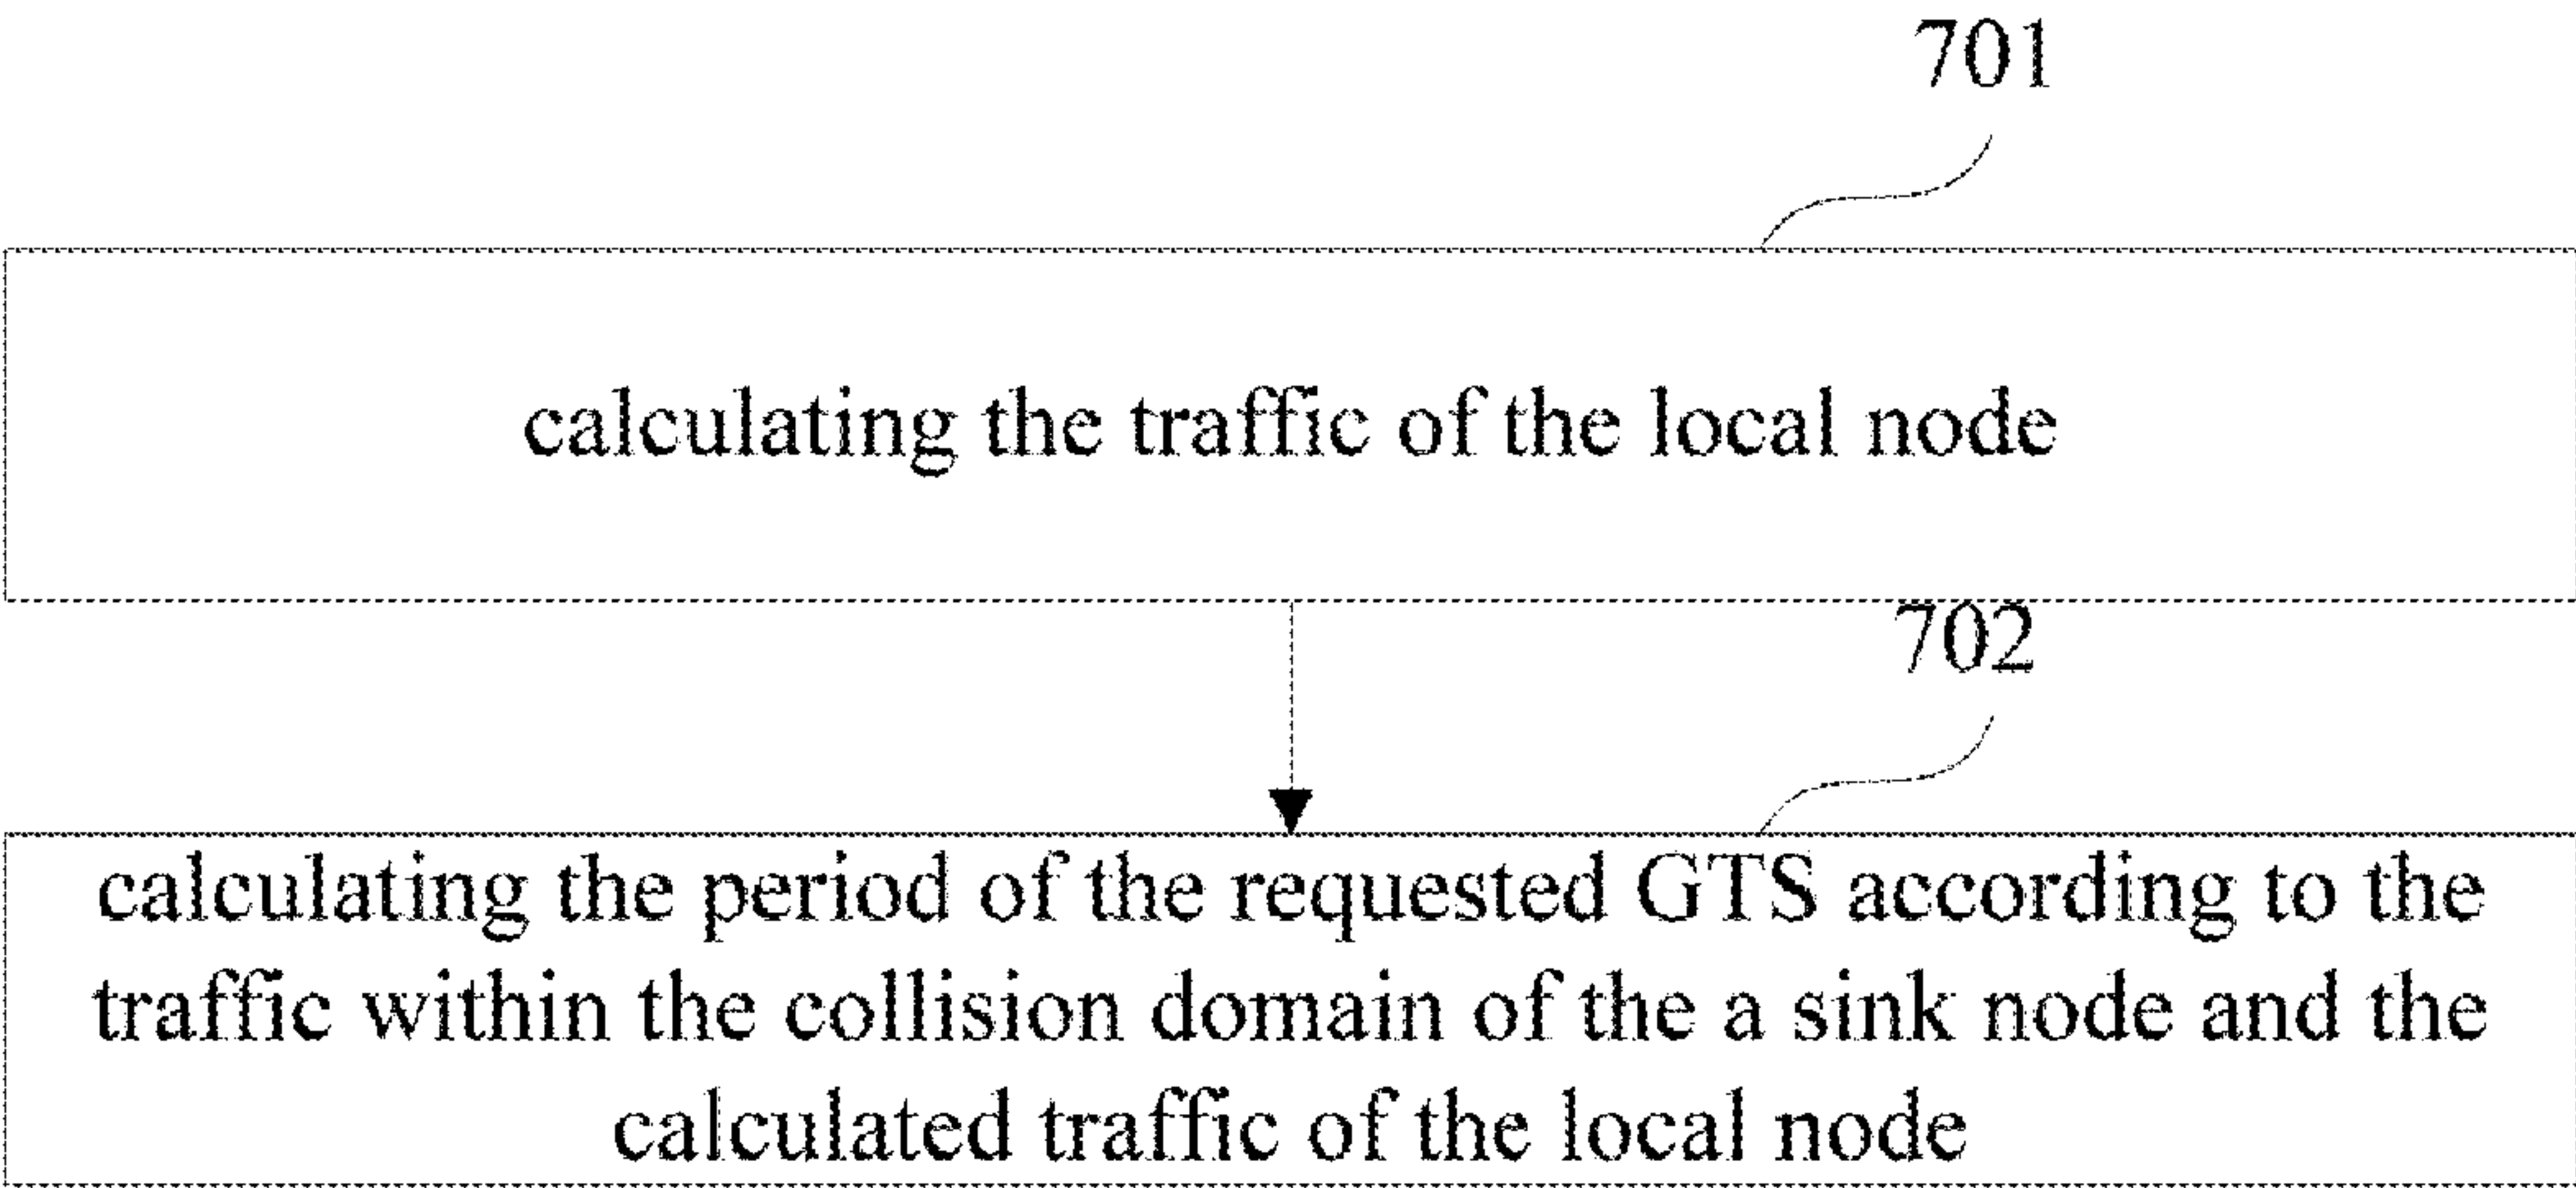 701
calculating the traffic of the local node
702
calculating the period of the requested GTS according to the
traffic within the collision domain of the a sink node and the
calculated traffic of the local node